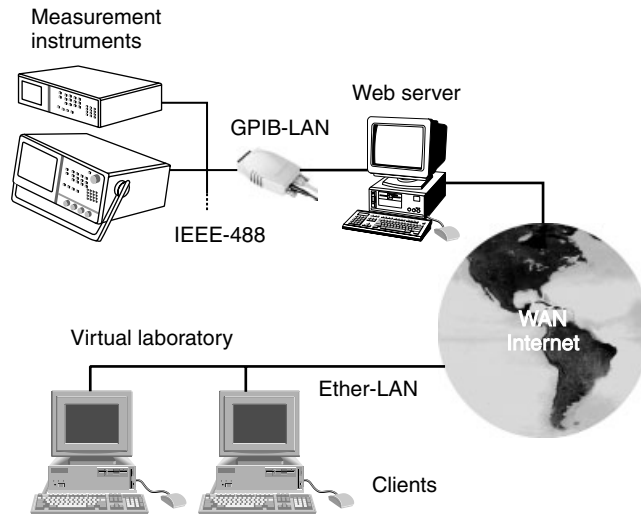 Measurement
instruments
Web server
GPIB-LAN
IEEE-488
WAN
Internet
Virtual laboratory
Ether-LAN
Clients